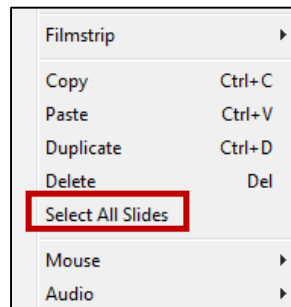 Filmstrip
Copy Ctrl+C
Paste Ctrl+V
Duplicate Ctrl+D
Delete Del
Select All Slides
Mouse
Audio